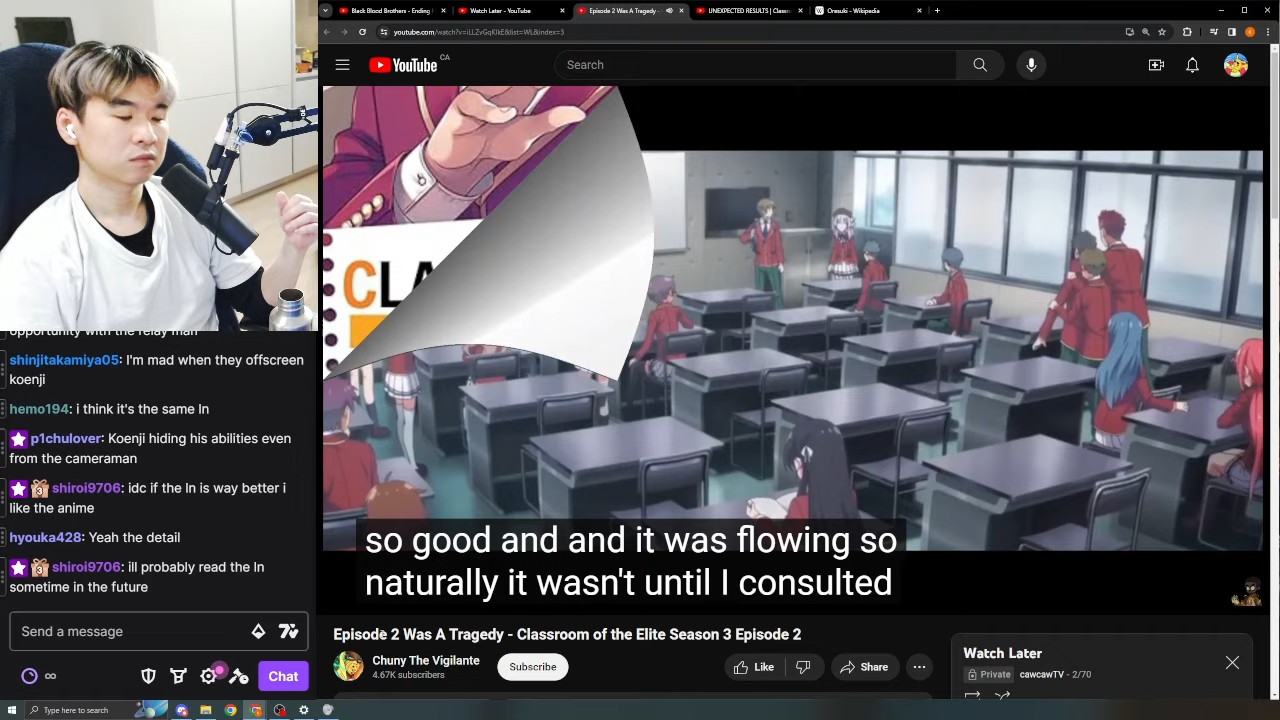 Black Blood Brothers - Ending
Watch Later - YouTube
Episode 2 Was A Tragedy -
UNEXPECTED RESULTS | Classr
Oresuki - Wikipedia
youtube.com/watch?v=iLLZvGqKlkE&list=WL&index=3
YouTube CA
Search
CLA
so good and and it was flowing so
naturally it wasn't until I consulted
opportunity with the relay man
shinjitakamiya05: I'm mad when they offscreen
koenji
hemo194: i think it's the same ln
p1chulover: Koenji hiding his abilities even
from the cameraman
3 shiroi9706: idc if the ln is way better i
like the anime
hyouka428: Yeah the detail
3 shiroi9706: ill probably read the ln
sometime in the future
Send a message
Chat
Episode 2 Was A Tragedy - Classroom of the Elite Season 3 Episode 2
Chuny The Vigilante
4.67K subscribers
Subscribe
Like
Share
Watch Later
Private cawcawTV - 2/70
Type here to search